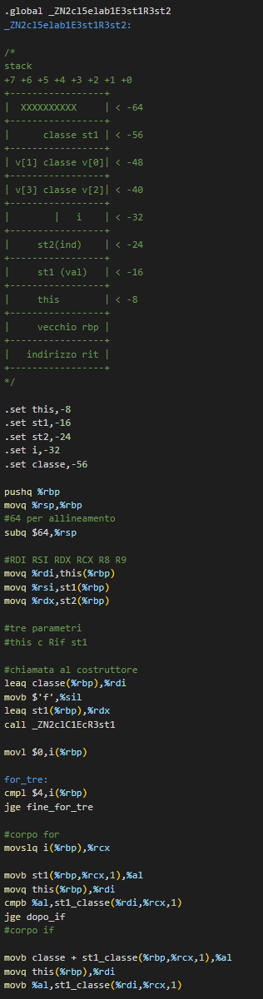 .global _ZN2cl5elab1E3st1R3st2
_ZN2cl5elab1E3st1R3st2:
/*
stack
+7 +6 +5 +4 +3 +2 +1 +0
+-----------------+
|  XXXXXXXXXX     | < -64
+-----------------+
|      classe st1 | < -56
+-----------------+
| v[1] classe v[0]| < -48
+-----------------+
| v[3] classe v[2]| < -40
+-----------------+
|        |   i    | < -32
+-----------------+
|     st2(ind)    | < -24
+-----------------+
|     st1 (val)   | < -16
+-----------------+
|     this        | < -8
+-----------------+
|     vecchio rbp |
+-----------------+
|   indirizzo rit |
+-----------------+
*/
.set this,-8
.set st1,-16
.set st2,-24
.set i,-32
.set classe,-56
pushq %rbp
movq %rsp,%rbp
#64 per allineamento
subq $64,%rsp
#RDI RSI RDX RCX R8 R9
movq %rdi,this(%rbp)
movq %rsi,st1(%rbp)
movq %rdx,st2(%rbp)
#tre parametri
#this c Rif st1
#chiamata al costruttore
leaq classe(%rbp),%rdi
movb $'f',%sil
leaq st1(%rbp),%rdx
call _ZN2clC1EcR3st1
movl $0,i(%rbp)
for_tre:
cmpl $4,i(%rbp)
jge fine_for_tre
#corpo for
movslq i(%rbp),%rcx
movb st1(%rbp,%rcx,1),%al
movq this(%rbp),%rdi
cmpb %al,st1_classe(%rdi,%rcx,1)
jge dopo_if
#corpo if
movb classe + st1_classe(%rbp,%rcx,1),%al
movq this(%rbp),%rdi
movb %al,st1_classe(%rdi,%rcx,1)